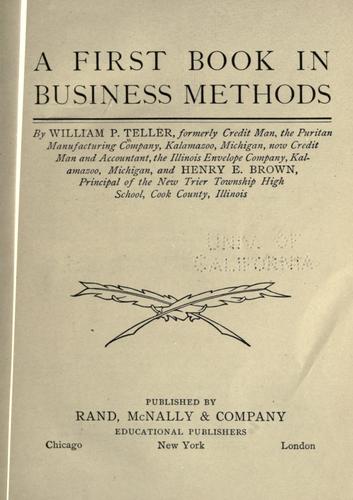 A FIRST BOOK IN
BUSINESS METHODS
By WILLIAM P. TELLER, formerly Credit Man, the Puritan
Manufacturing Company, Kalamazoo, Michigan, now Credit
Man and Accountant, the Illinois Envelope Company, Kal-
amazoo, Michigan, and HENRY E. BROWN,
Principal of the New Trier Township High
School, Cook County, Illinois
UNIV. OF
CALIFORNIA
PUBLISHED BY
RAND, McNALLY & COMPANY
EDUCATIONAL PUBLISHERS
Chicago New York London